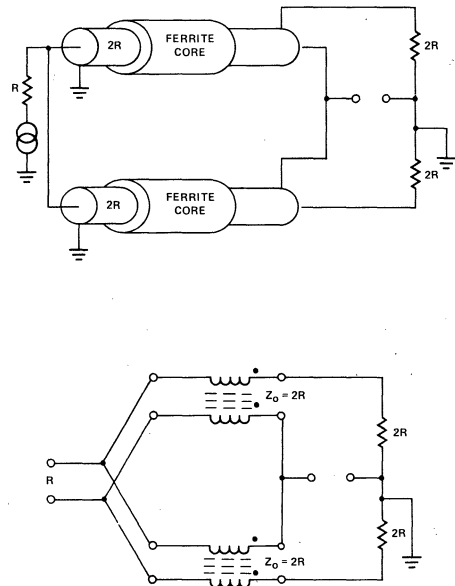 2R
FERRITE
CORE
2R
R
2R
FERRITE
CORE
2R
Z₀ = 2R
2R
R
2R
Z₀ = 2R